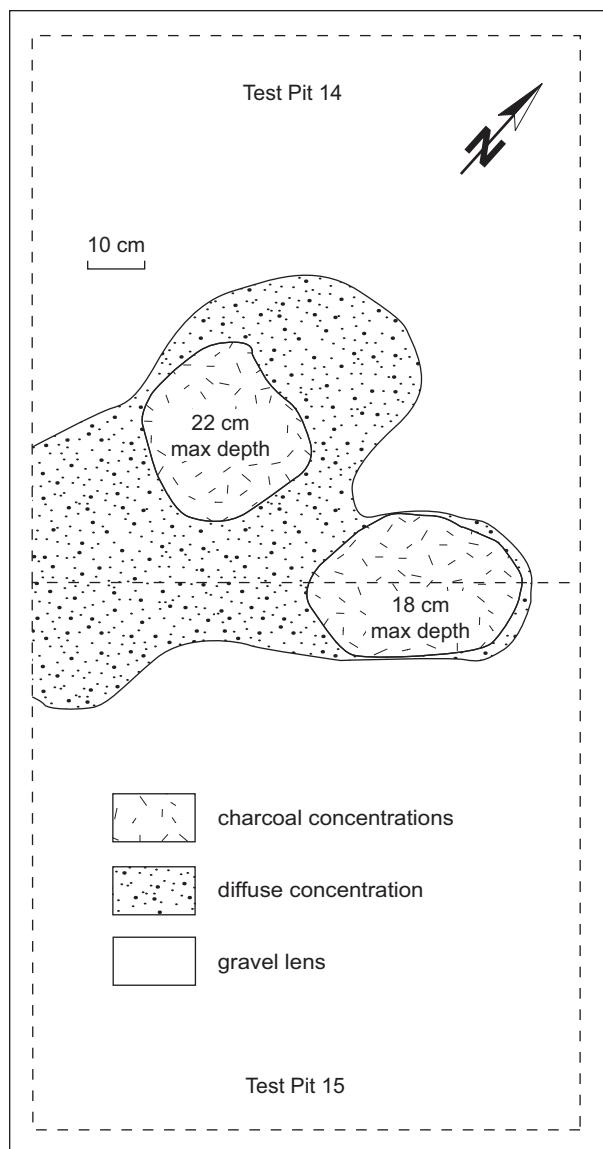 Test Pit 14
N
10 cm
22 cm
max depth
18 cm
max depth
charcoal concentrations
diffuse concentration
gravel lens
Test Pit 15